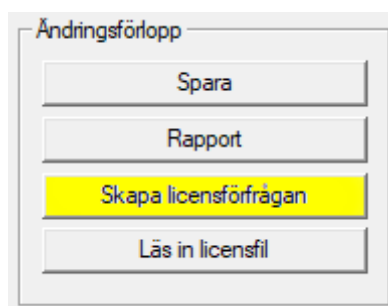 Ändringsförlopp
Spara
Rapport
Skapa licensförfrågan
Läs in licensfil